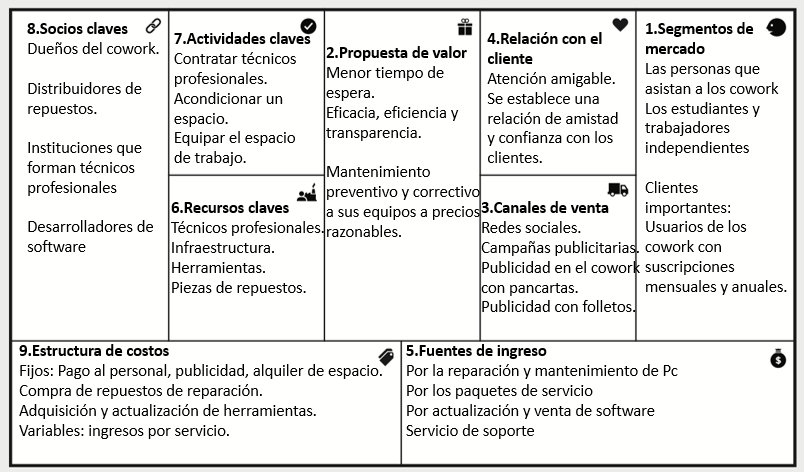 8.Socios claves
Dueños del cowork.
Distribuidores de
repuestos.
Instituciones que
forman técnicos
profesionales
Desarrolladores de
software
7.Actividades claves
Contratar técnicos
profesionales.
Acondicionar un
espacio.
Equipar el espacio
de trabajo.
6.Recursos claves
Técnicos profesionales.
Infraestructura.
Herramientas.
Piezas de repuestos.
2.Propuesta de valor
Menor tiempo de
espera.
Eficacia, eficiencia y
transparencia.
Mantenimiento
preventivo y correctivo
a sus equipos a precios
razonables.
4.Relación con el
cliente
Atención amigable.
Se establece una
relación de amistad
y confianza con los
clientes.
3.Canales de venta
Redes sociales.
Campañas publicitarias.
Publicidad en el cowork
con pancartas.
Publicidad con folletos.
1.Segmentos de
mercado
Las personas que
asistan a los cowork
Los estudiantes y
trabajadores
independientes
Clientes
importantes:
Usuarios de los
cowork con
suscripciones
mensuales y anuales.
9.Estructura de costos
Fijos: Pago al personal, publicidad, alquiler de espacio.
Compra de repuestos de reparación.
Adquisición y actualización de herramientas.
Variables: ingresos por servicio.
5.Fuentes de ingreso
Por la reparación y mantenimiento de Pc
Por los paquetes de servicio
Por actualización y venta de software
Servicio de soporte